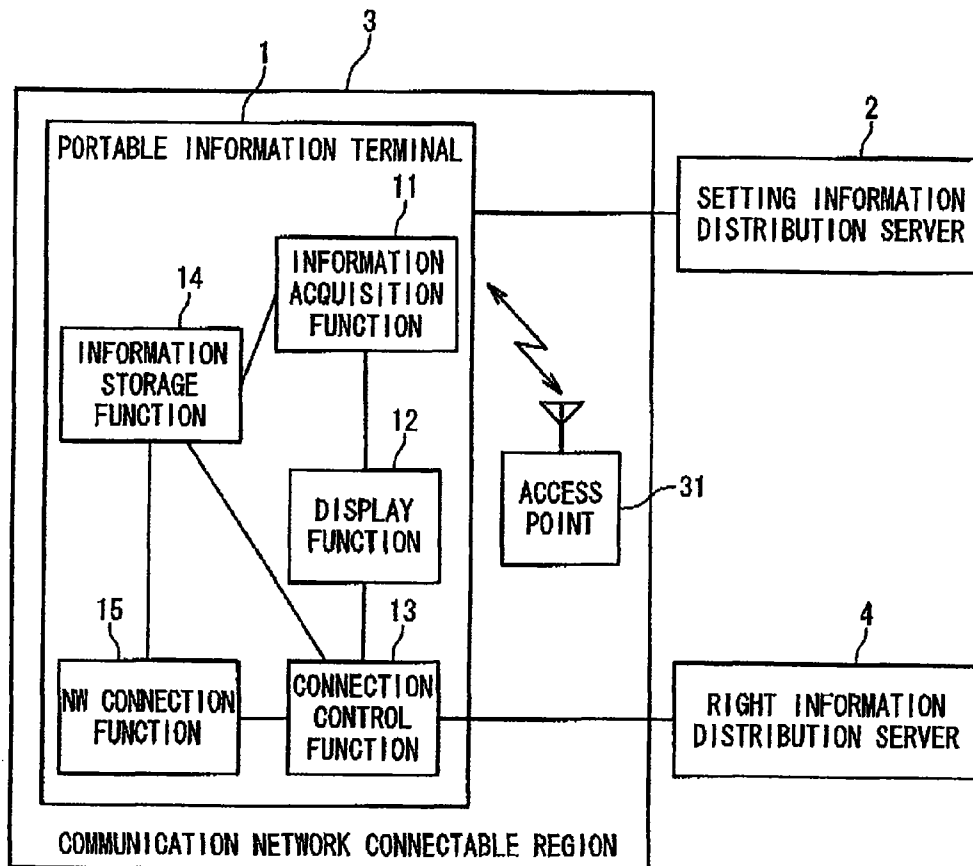 3
1
PORTABLE INFORMATION TERMINAL
2
SETTING INFORMATION
DISTRIBUTION SERVER
11
INFORMATION
ACQUISITION
FUNCTION
14
INFORMATION
STORAGE
FUNCTION
12
DISPLAY
FUNCTION
ACCESS
POINT
31
15
NW CONNECTION
FUNCTION
13
CONNECTION
CONTROL
FUNCTION
4
RIGHT INFORMATION
DISTRIBUTION SERVER
COMMUNICATION NETWORK CONNECTABLE REGION